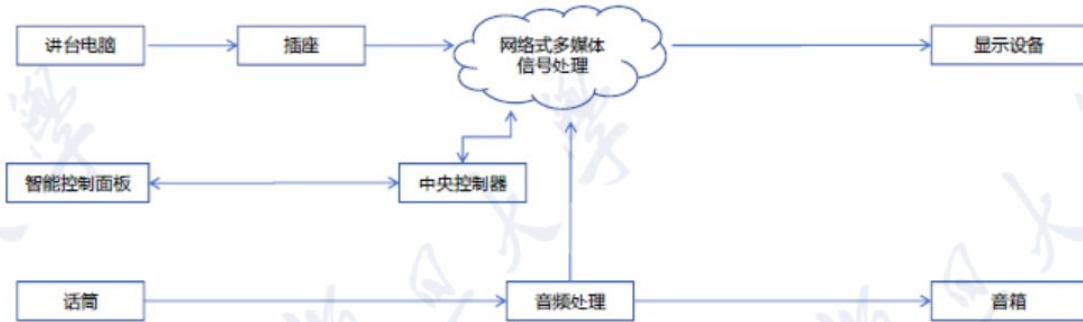 讲台电脑
插座
网络式多媒体
信号处理
显示设备
智能控制面板
中央控制器
话筒
音频处理
音箱